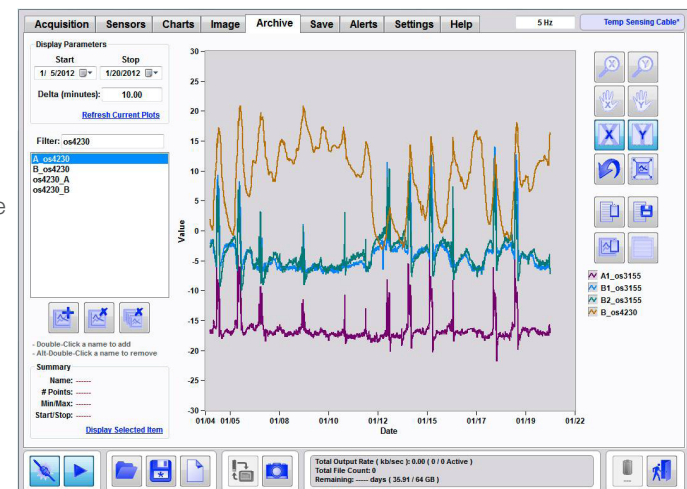 Acquisition Sensors Charts Image Archive Save Alerts Settings Help 5 Hz Temp Sensing Cable*
Display Parameters
Start Stop
1/ 5/2012 1/20/2012
Delta (minutes): 10.00
Refresh Current Plots
Filter: os4230
A_os4230
B_os4230
os4230_A
os4230_B
- Double-Click a name to add
- Alt-Double-Click a name to remove
Summary
Name: ------
# Points: ------
Min/Max: ------
Start/Stop: ------
Display Selected Item
Value
30
25
20
15
10
5
0
-5
-10
-15
-20
-25
-30
01/04 01/05 01/08 01/10 01/12 01/15 01/17 01/19 01/22
Date
X Y
X Y
X Y
A1_os3155
B1_os3155
B2_os3155
B_os4230
Total Output Rate ( kb/sec ): 0.00 ( 0 / 0 Active )
Total File Count: 0
Remaining: ----- days ( 35.91 / 64 GB )